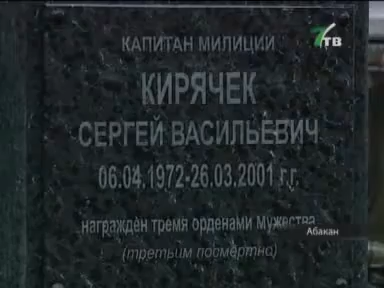 7ТВ
КАПИТАН МИЛИЦИИ
КИРЯЧЕК
СЕРГЕЙ ВАСИЛЬЕВИЧ
06.04.1972-26.03.2001 г.г.
награждён тремя орденами Мужества
(третьим посмертно)
Абакан